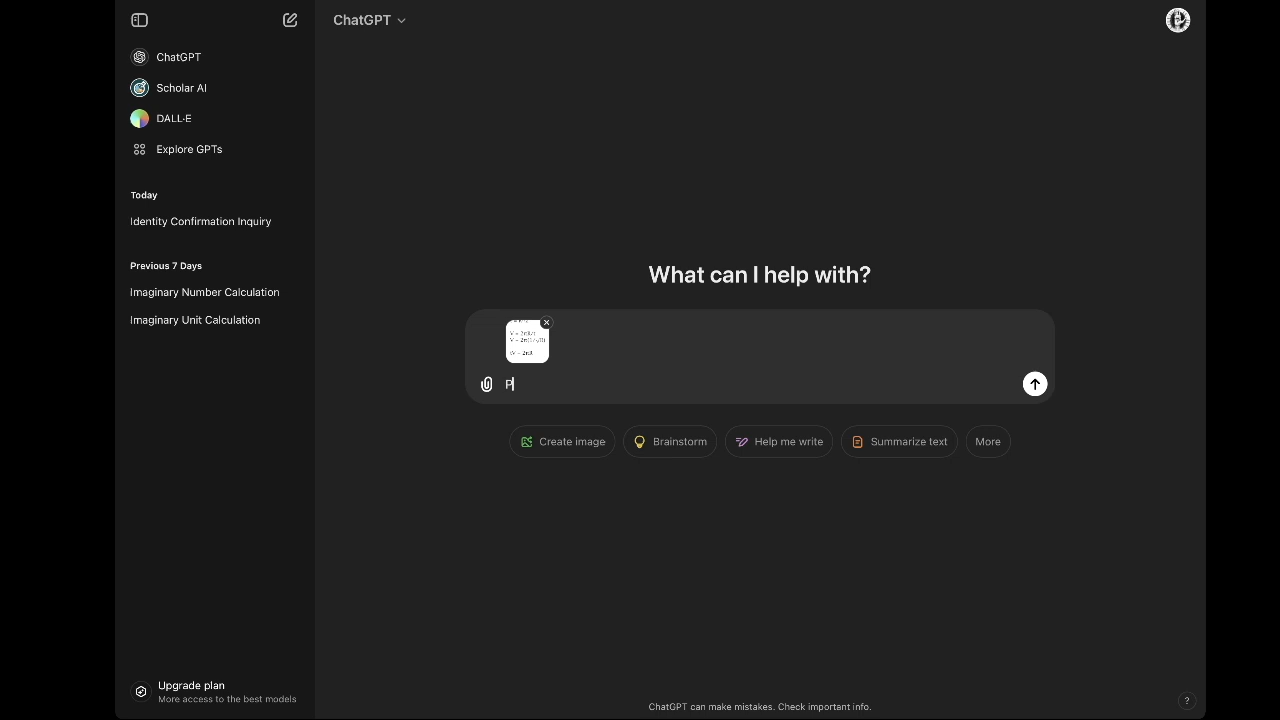 ChatGPT
ChatGPT
Scholar AI
DALL·E
Explore GPTs
Today
Identity Confirmation Inquiry
Previous 7 Days
Imaginary Number Calculation
Imaginary Unit Calculation
What can I help with?
P
Create image
Brainstorm
Help me write
Summarize text
More
Upgrade plan
More access to the best models
ChatGPT can make mistakes. Check important info.
?